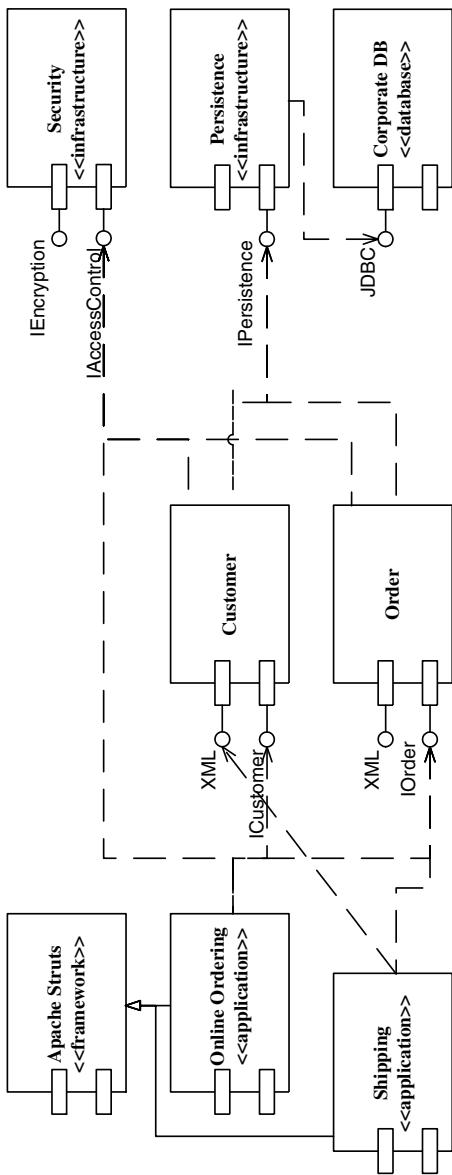 Apache Struts
<<framework>>
Online Ordering
<<application>>
Shipping
<<application>>
XML
ICustomer
Customer
XML
IOrder
Order
IEncryption
IAccessControl
Security
<<infrastructure>>
IPersistence
Persistence
<<infrastructure>>
JDBC
Corporate DB
<<database>>